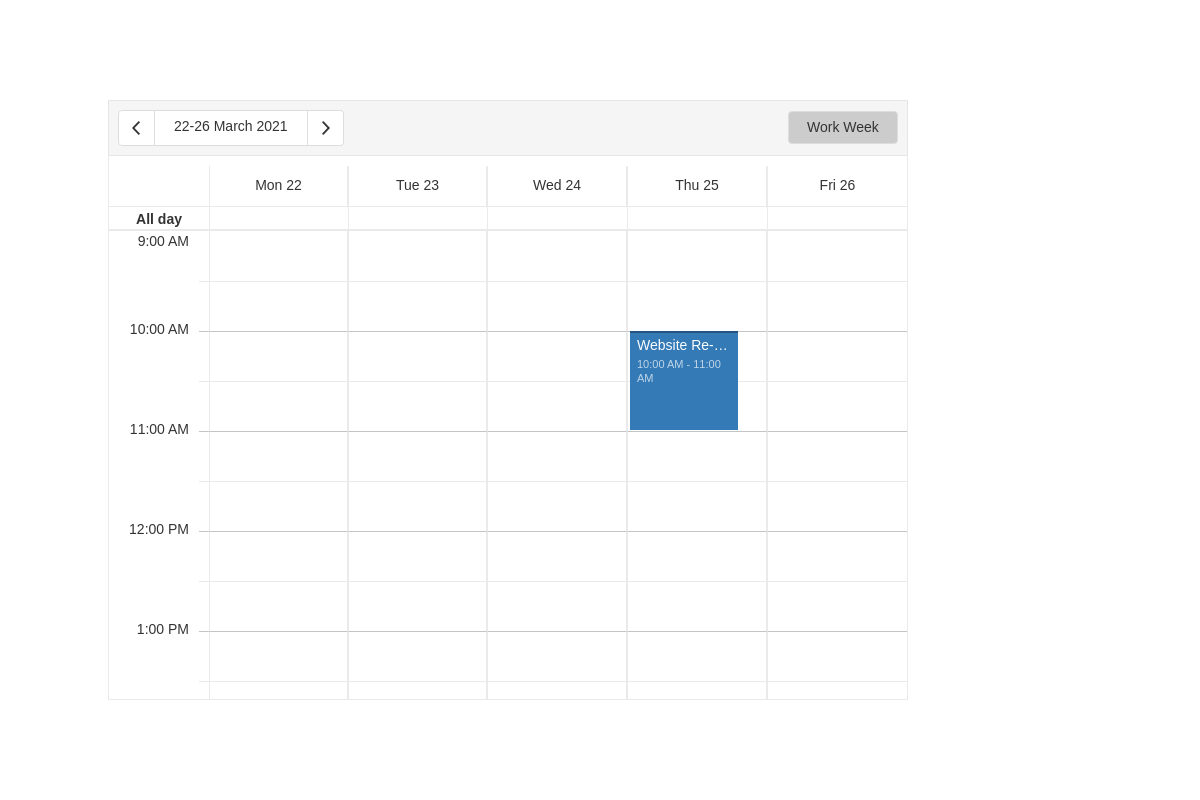 22-26 March 2021
Work Week
Mon 22
Tue 23
Wed 24
Thu 25
Fri 26
All day
9:00 AM
10:00 AM
Website Re-…
10:00 AM - 11:00
AM
11:00 AM
12:00 PM
1:00 PM